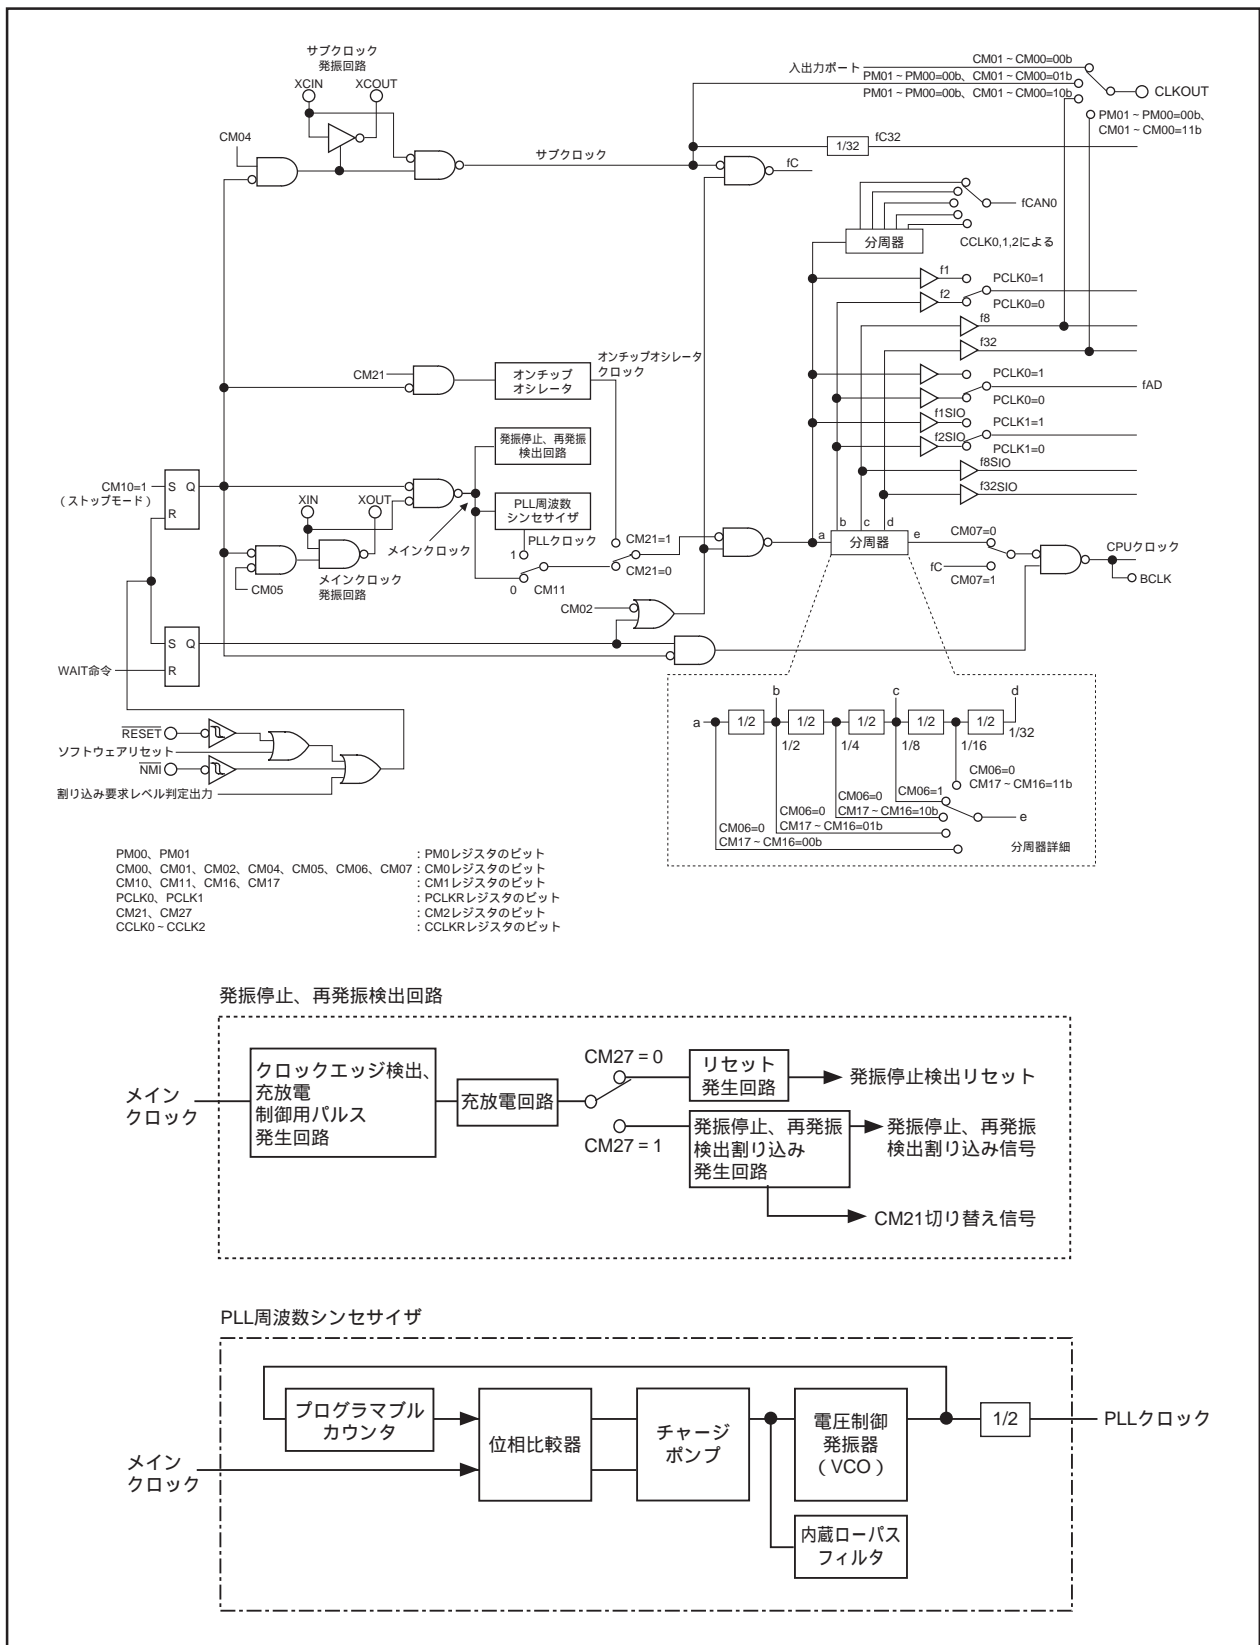 サブクロック
発振回路
XCIN
XCOUT
CM04
サブクロック
入出力ポート
CM01～CM00=00b
PM01～PM00=00b、CM01～CM00=01b
PM01～PM00=00b、CM01～CM00=10b
CLKOUT
PM01～PM00=00b、
CM01～CM00=11b
1/32
fC32
fC
fCAN0
分周器
CCLK0,1,2による
f1
PCLK0=1
f2
PCLK0=0
f8
f32
オンチップオシレータ
クロック
CM21
オンチップ
オシレータ
PCLK0=1
fAD
PCLK0=0
f1SIO
PCLK1=1
f2SIO
PCLK1=0
f8SIO
f32SIO
発振停止、再発振
検出回路
CM10=1
(ストップモード)
S
Q
R
XIN
XOUT
PLL周波数
シンセサイザ
メインクロック
PLLクロック
CM21=1
CM21=0
1
0
CM11
CM05
メインクロック
発振回路
b
c
d
a
分周器
e
CM07=0
fC
CM07=1
CPUクロック
BCLK
CM02
S
Q
R
WAIT命令
RESET
ソフトウェアリセット
NMI
割り込み要求レベル判定出力
b
c
d
a
1/2
1/2
1/2
1/2
1/2
1/2
1/4
1/8
1/16
1/32
CM06=0
CM17～CM16=11b
CM06=1
CM06=0
CM17～CM16=10b
CM06=0
CM17～CM16=01b
CM06=0
CM17～CM16=00b
e
分周器詳細
PM00、PM01 : PM0レジスタのビット
CM00、CM01、CM02、CM04、CM05、CM06、CM07 : CM0レジスタのビット
CM10、CM11、CM16、CM17 : CM1レジスタのビット
PCLK0、PCLK1 : PCLKRレジスタのビット
CM21、CM27 : CM2レジスタのビット
CCLK0～CCLK2 : CCLKRレジスタのビット
発振停止、再発振検出回路
メイン
クロック
クロックエッジ検出、
充放電
制御用パルス
発生回路
充放電回路
CM27 = 0
CM27 = 1
リセット
発生回路
発振停止検出リセット
発振停止、再発振
検出割り込み
発生回路
発振停止、再発振
検出割り込み信号
CM21切り替え信号
PLL周波数シンセサイザ
プログラマブル
カウンタ
メイン
クロック
位相比較器
チャージ
ポンプ
電圧制御
発振器
(VCO)
1/2
PLLクロック
内蔵ローパス
フィルタ